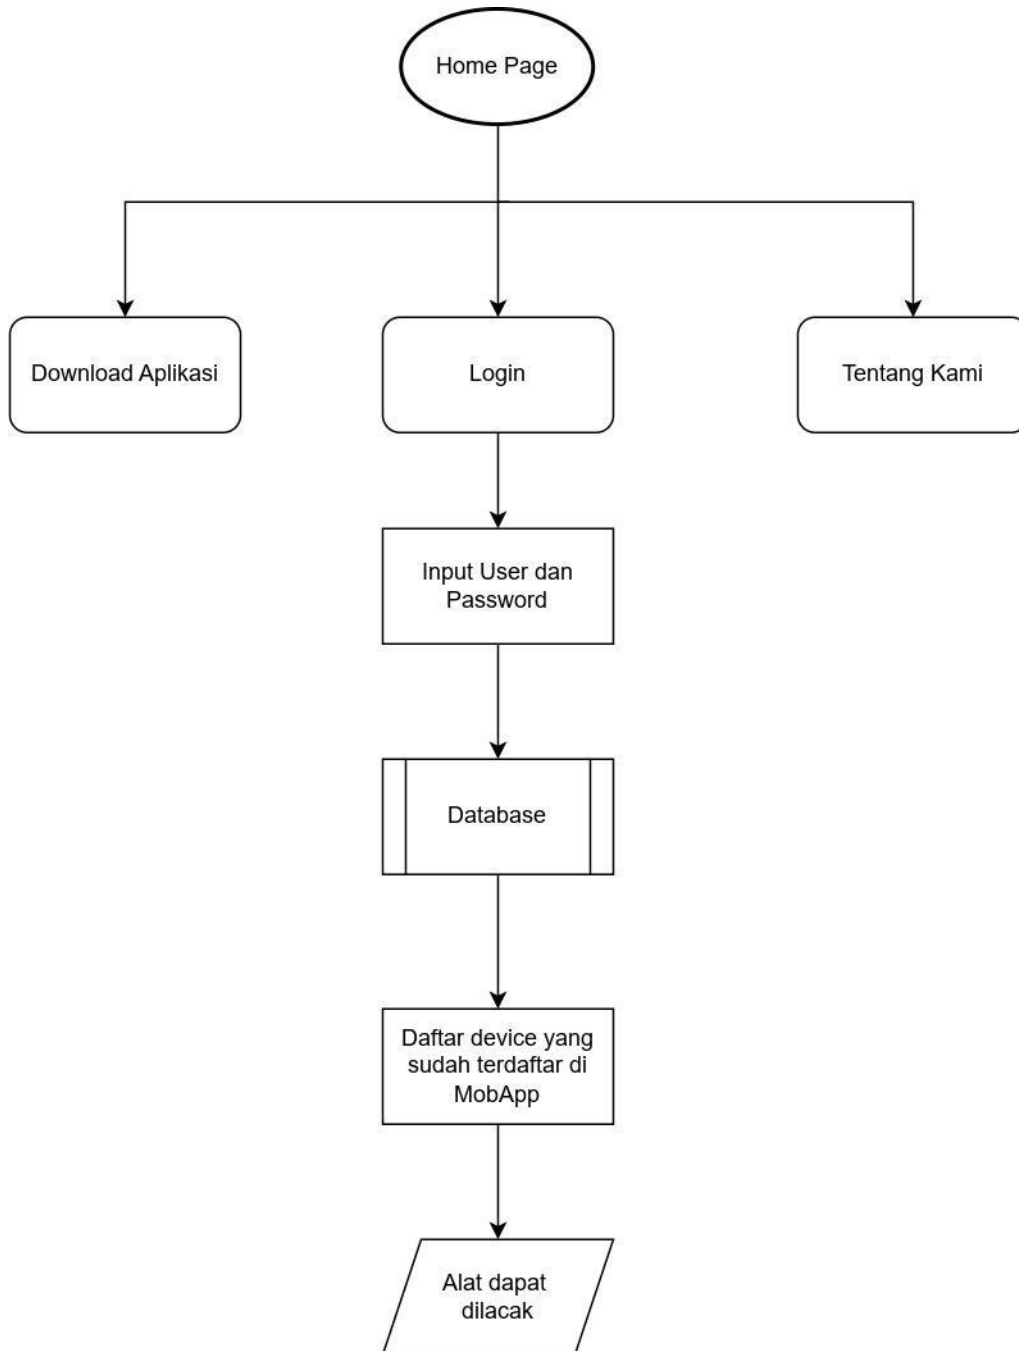 Home Page
Download Aplikasi
Login
Tentang Kami
Input User dan
Password
Database
Daftar device yang
sudah terdaftar di
MobApp
Alat dapat
dilacak